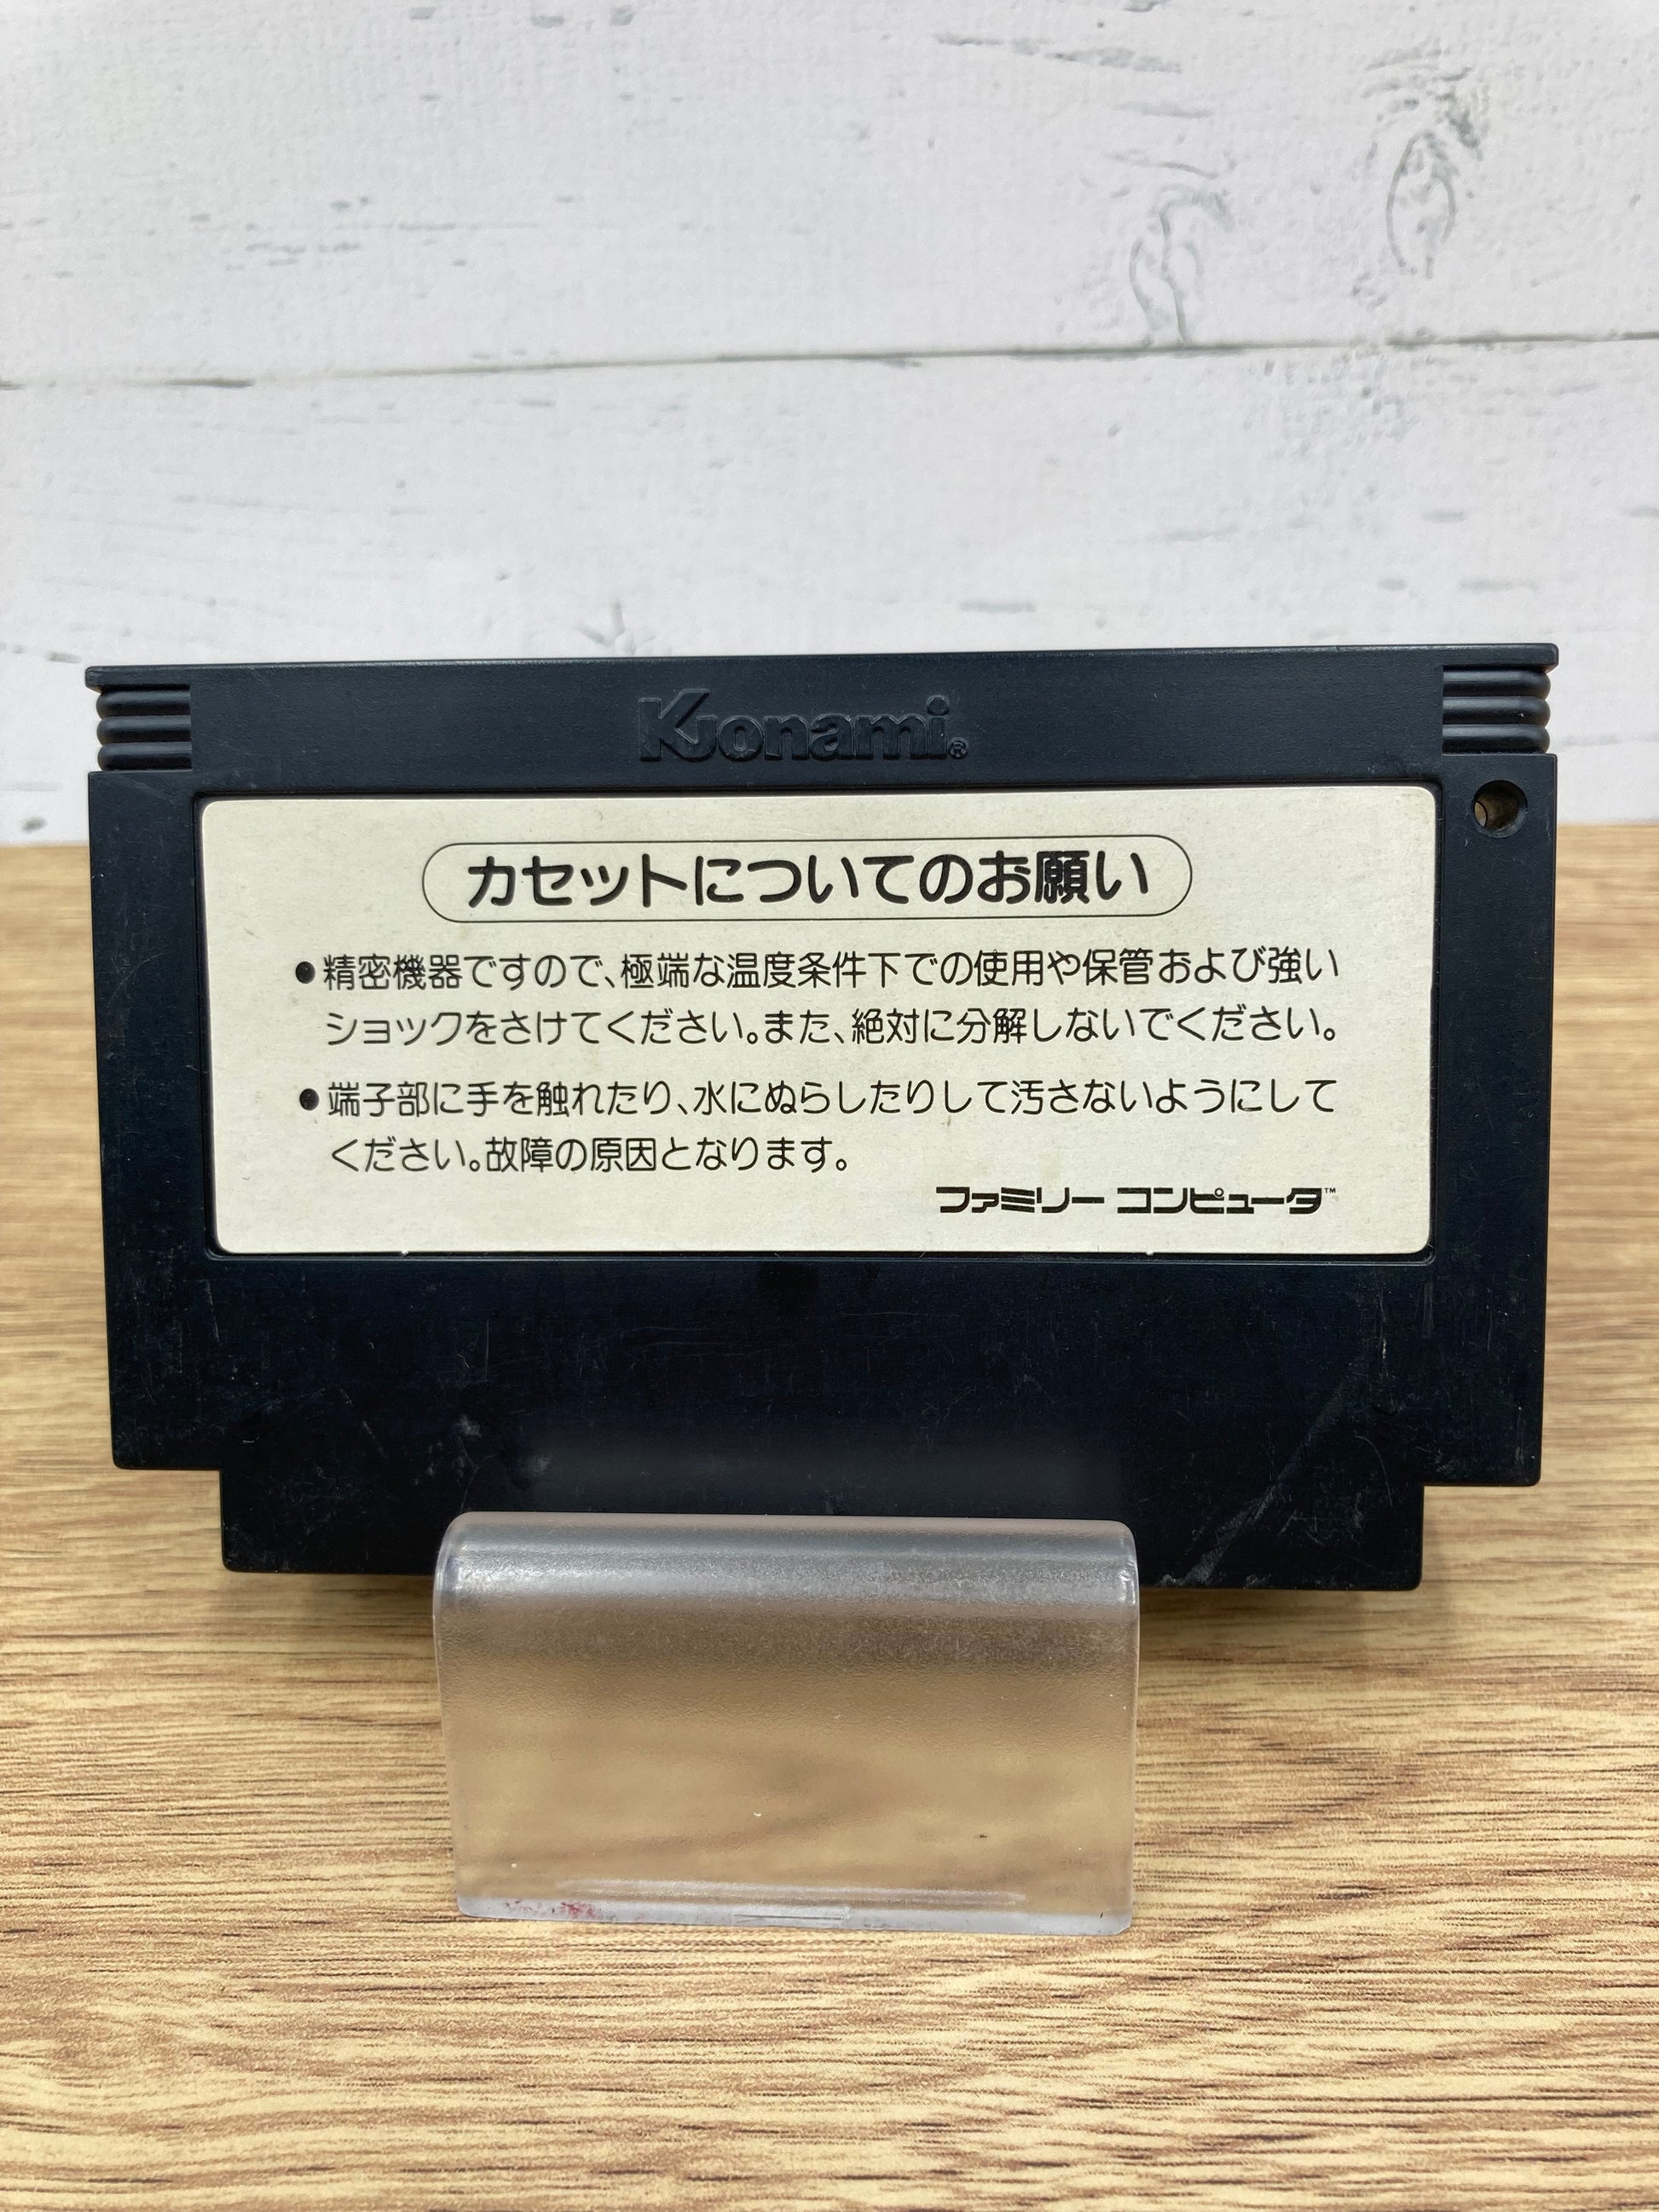 Konami®
カセットについてのお願い
●精密機器ですので、極端な温度条件下での使用や保管および強い
ショックをさけてください。また、絶対に分解しないでください。
●端子部に手を触れたり、水にぬらしたりして汚さないようにして
ください。故障の原因となります。
ファミリー コンピュータ™